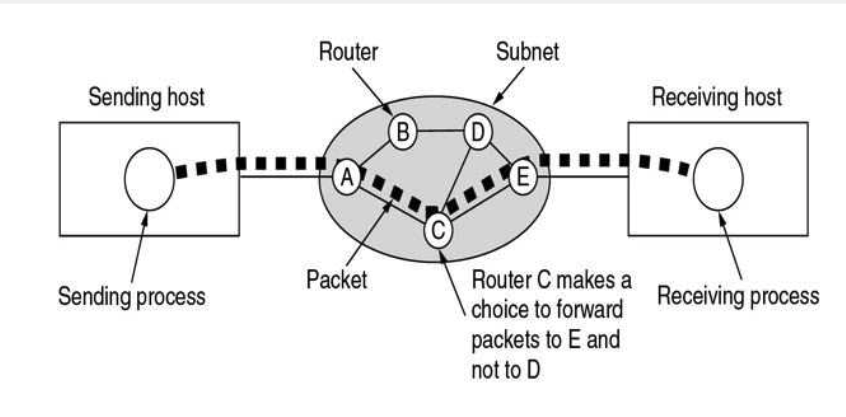 Router
Subnet
Sending host
Receiving host
B
D
A
E
C
Packet
Router C makes a
choice to forward
packets to E and
not to D
Sending process
Receiving process